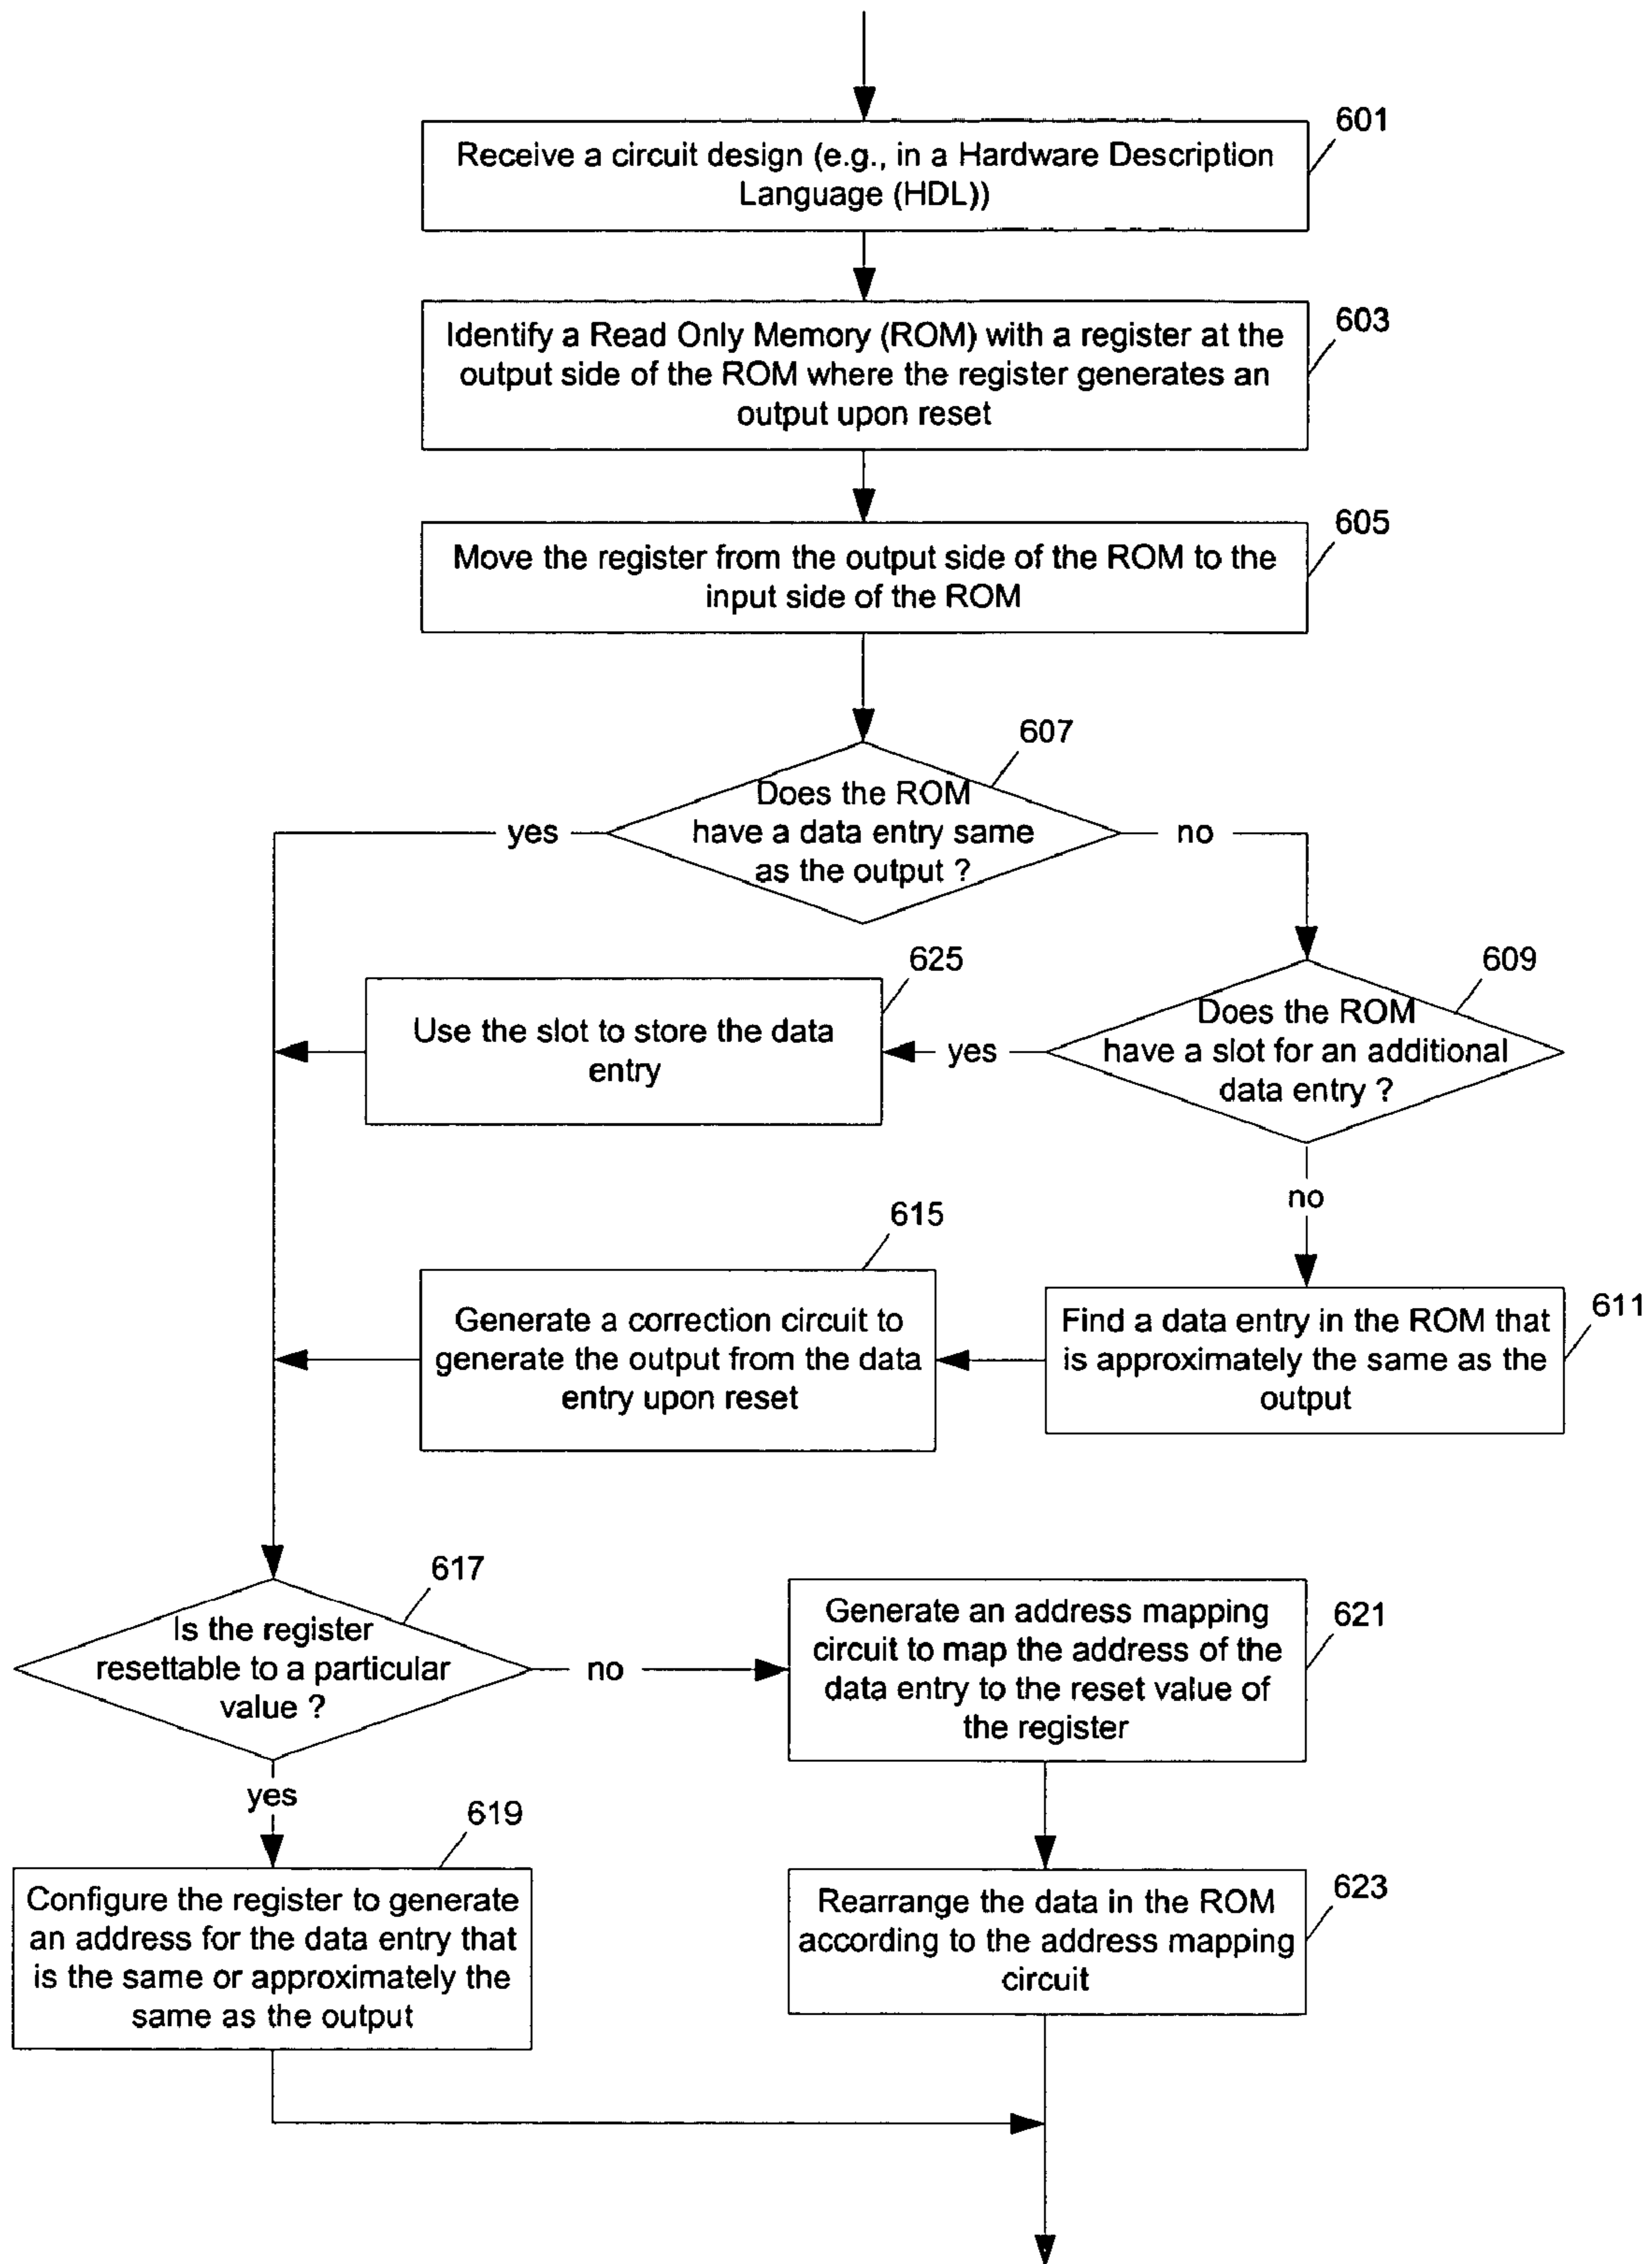 601
Receive a circuit design (e.g., in a Hardware Description
Language (HDL))
603
Identify a Read Only Memory (ROM) with a register at the
output side of the ROM where the register generates an
output upon reset
605
Move the register from the output side of the ROM to the
input side of the ROM
607
Does the ROM
have a data entry same
as the output ?
yes
no
625
609
Use the slot to store the data
entry
yes
Does the ROM
have a slot for an additional
data entry ?
no
615
Generate a correction circuit to
generate the output from the data
entry upon reset
611
Find a data entry in the ROM that
is approximately the same as the
output
617
Is the register
resettable to a particular
value ?
no
621
Generate an address mapping
circuit to map the address of the
data entry to the reset value of
the register
yes
619
Configure the register to generate
an address for the data entry that
is the same or approximately the
same as the output
623
Rearrange the data in the ROM
according to the address mapping
circuit